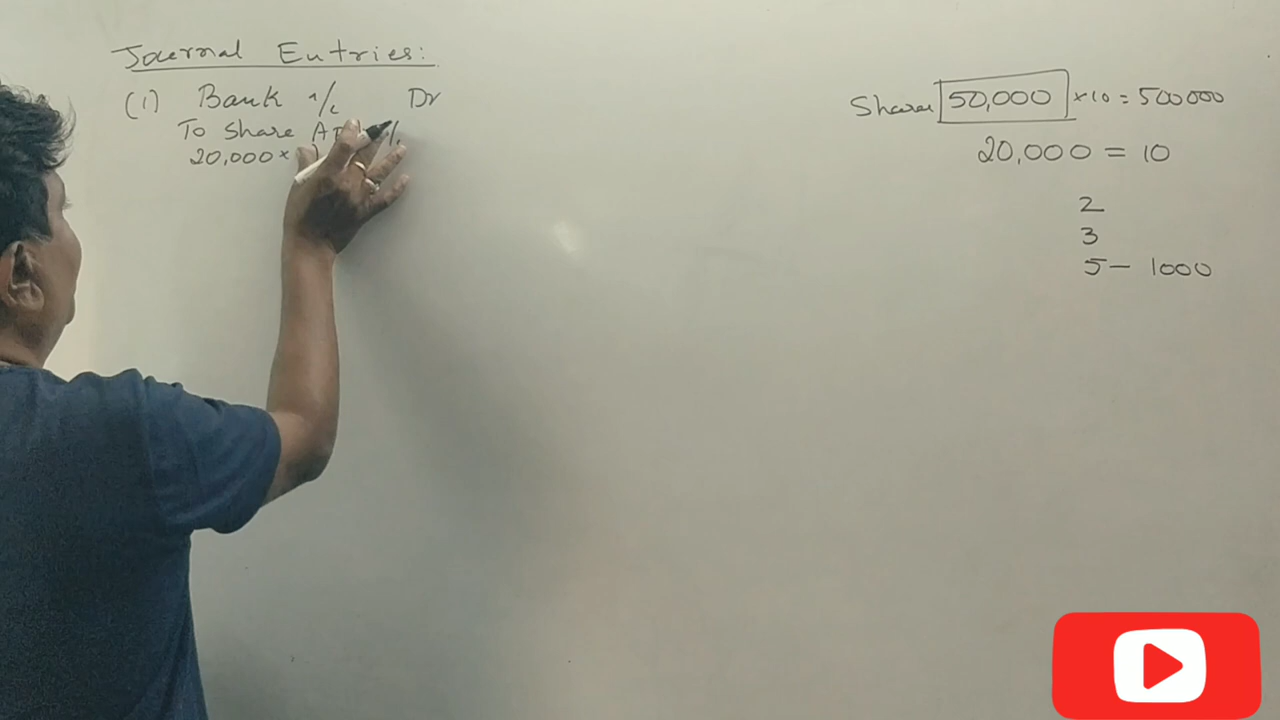 Journal Entries:
(1) Bank a/c Dr
To Share
20,000 ×
Shares 50,000 × 10 = 500000
20,000 = 10
2
3
5 - 1000